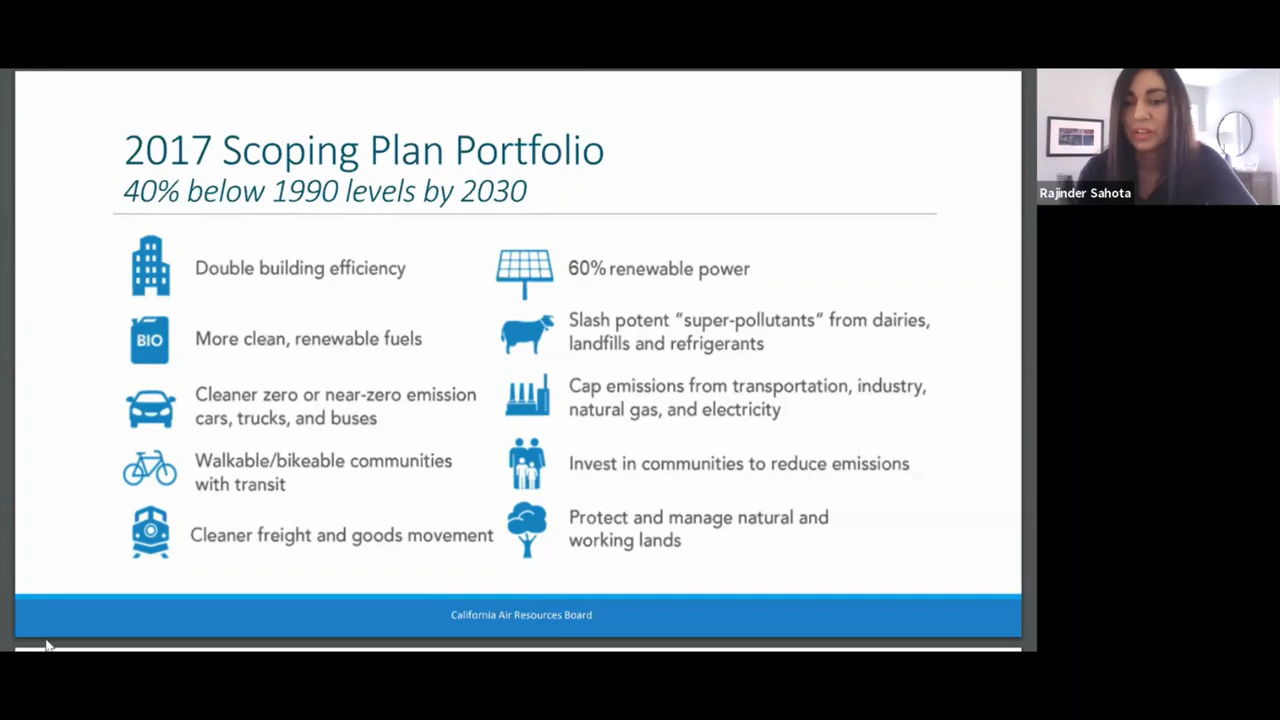 2017 Scoping Plan Portfolio
40% below 1990 levels by 2030
Double building efficiency
BIO
More clean, renewable fuels
Cleaner zero or near-zero emission
cars, trucks, and buses
Walkable/bikeable communities
with transit
Cleaner freight and goods movement
60% renewable power
Slash potent “super-pollutants” from dairies,
landfills and refrigerants
Cap emissions from transportation, industry,
natural gas, and electricity
Invest in communities to reduce emissions
Protect and manage natural and
working lands
California Air Resources Board
Rajinder Sahota